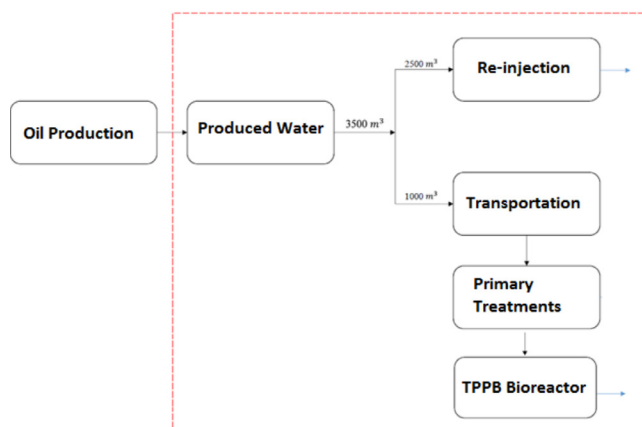 2500 m³
Re-injection
Oil Production
Produced Water
3500 m³
1000 m³
Transportation
Primary
Treatments
TPPB Bioreactor